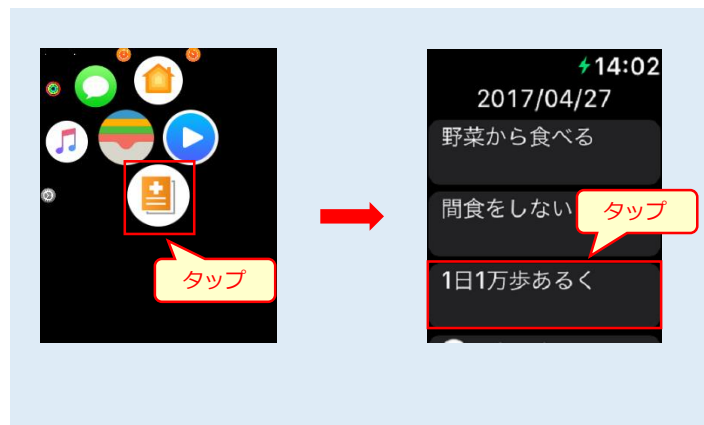 タップ
14:02
2017/04/27
野菜から食べる
間食をしない
タップ
1日1万歩あるく